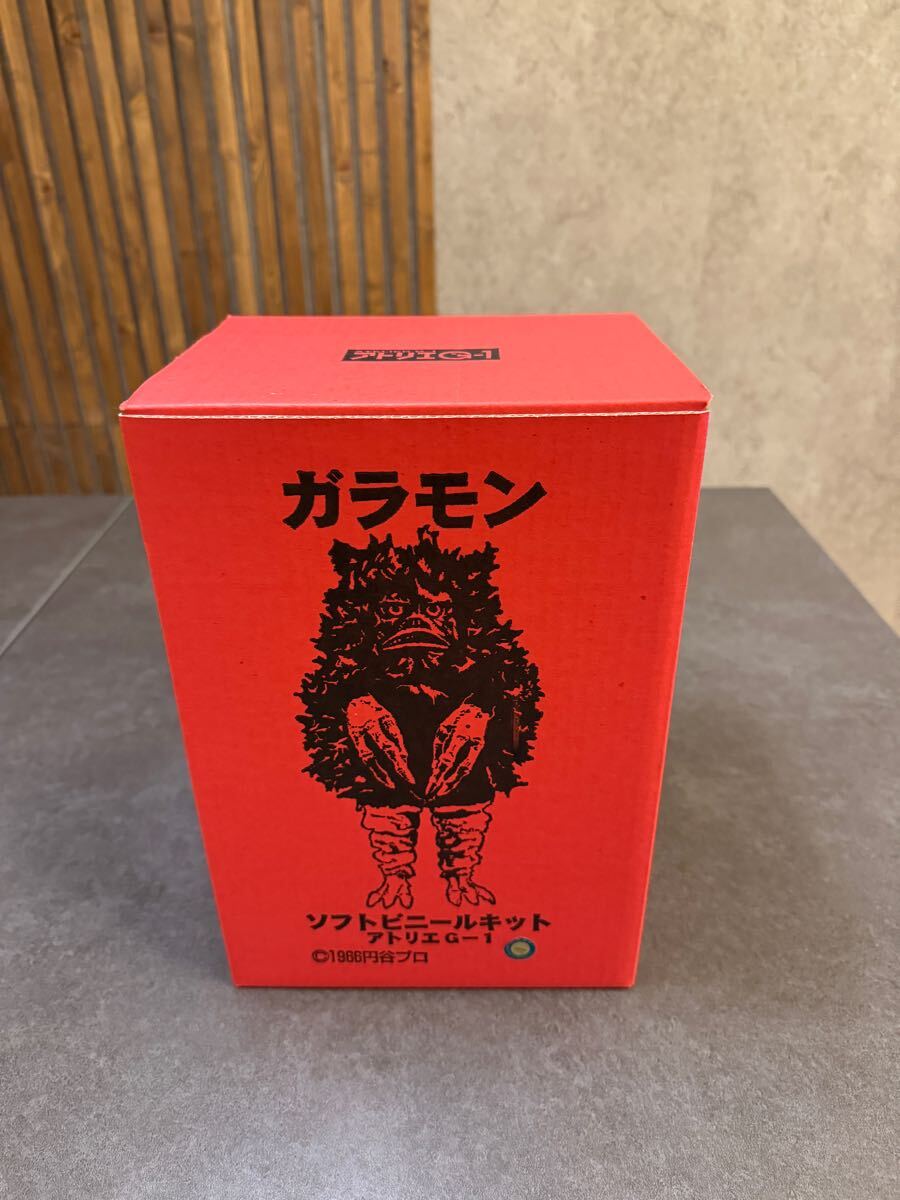 アトリエG-1
ガラモン
ソフトビニールキット
アトリエ G-1
©1966円谷プロ